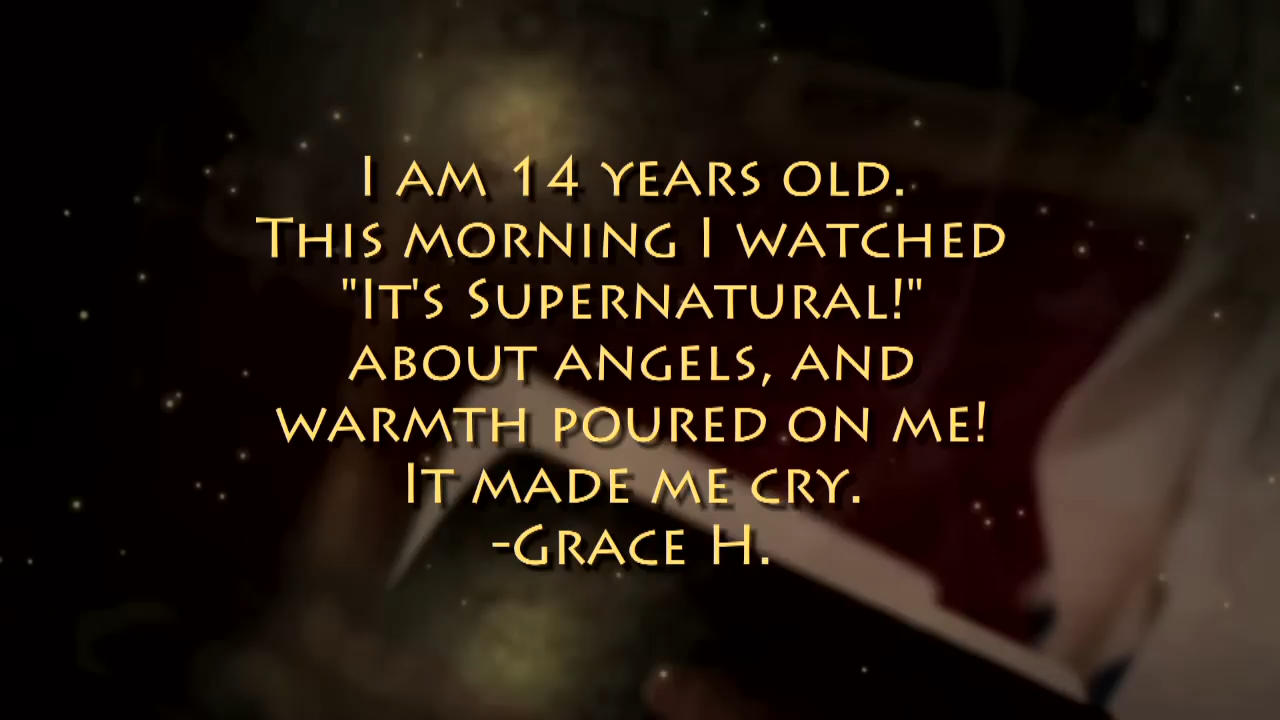 I AM 14 YEARS OLD.
THIS MORNING I WATCHED
"IT'S SUPERNATURAL!"
ABOUT ANGELS, AND
WARMTH POURED ON ME!
IT MADE ME CRY.
-GRACE H.